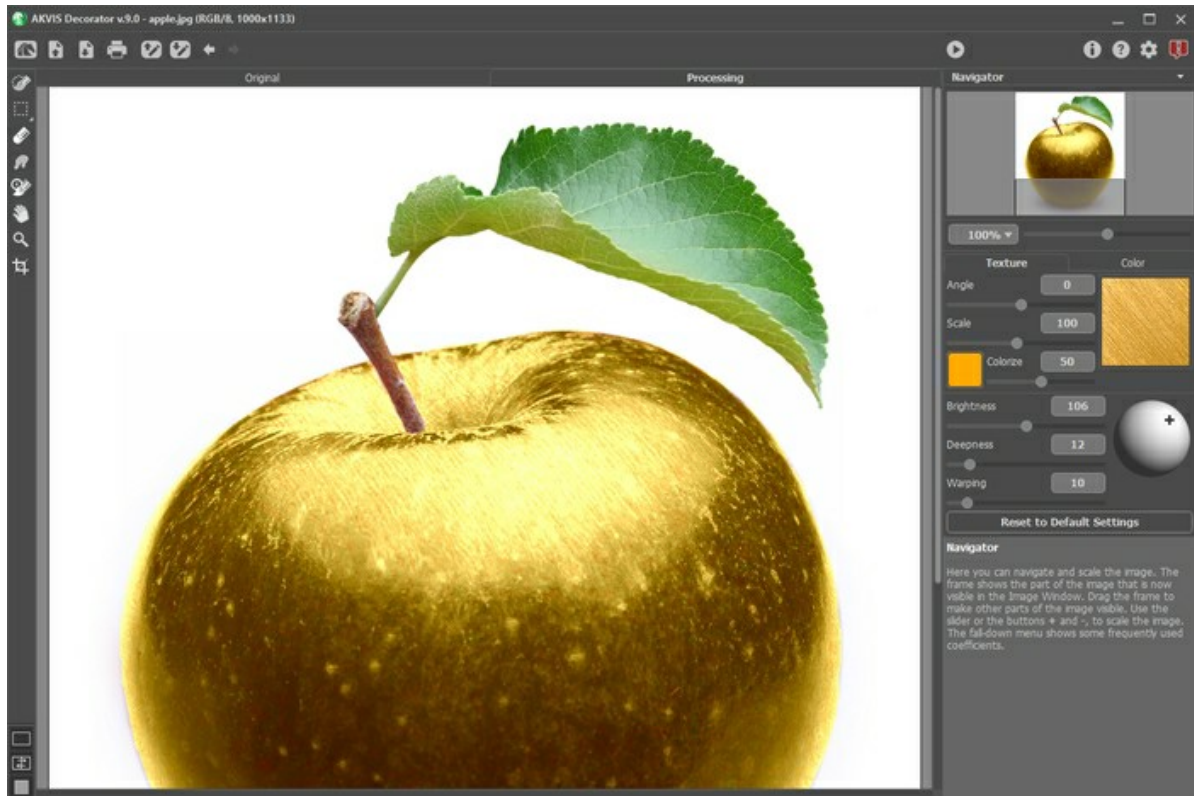 AKVIS Decorator v.9.0 - apple.jpg (RGB/8, 1000x1133)
Original
Processing
Navigator
100%
Texture
Color
Angle
0
Scale
100
Colorize
50
Brightness
106
Deepness
12
Warping
10
Reset to Default Settings
Navigator
Here you can navigate and scale the image. The
frame shows the part of the image that is now
visible in the Image Window. Drag the frame to
make other parts of the image visible. Use the
slider or the buttons + and -, to scale the image.
The fall-down menu shows some frequently used
coefficients.